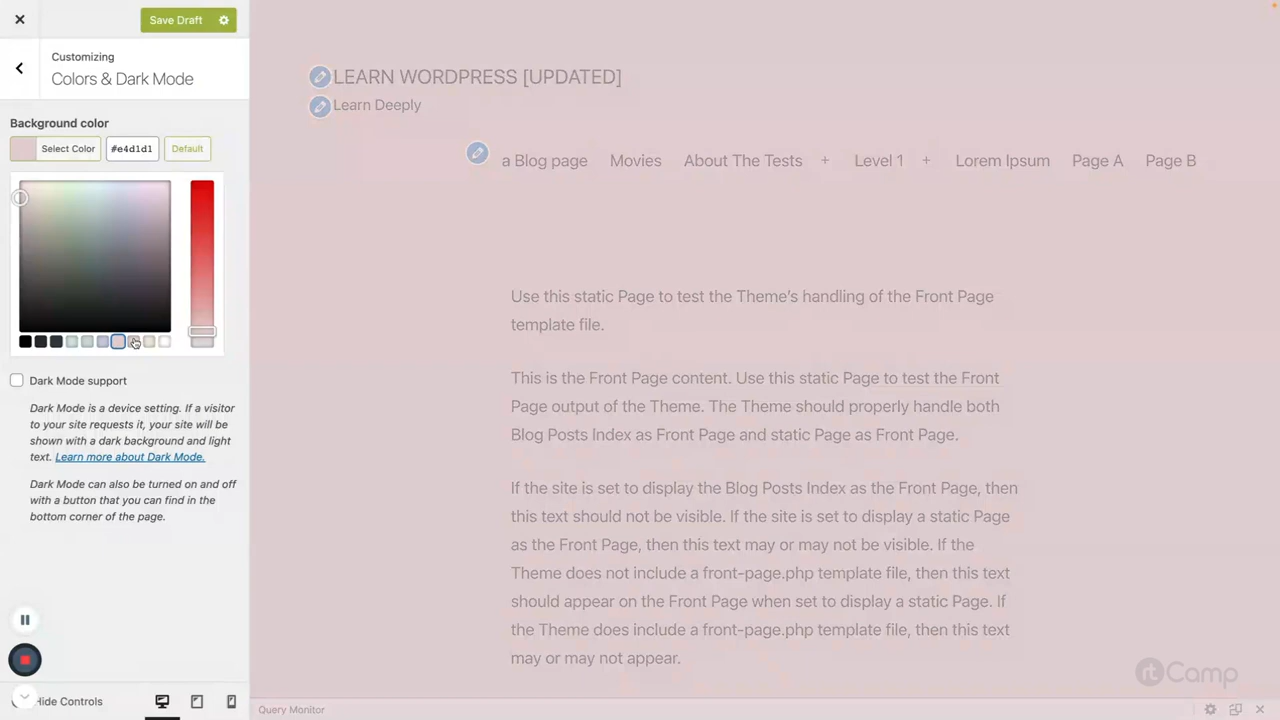 Save Draft
Customizing
Colors & Dark Mode
Background color
Select Color
#e4d1d1
Default
Dark Mode support
Dark Mode is a device setting. If a visitor
to your site requests it, your site will be
shown with a dark background and light
text. Learn more about Dark Mode.
Dark Mode can also be turned on and off
with a button that you can find in the
bottom corner of the page.
Hide Controls
LEARN WORDPRESS [UPDATED]
Learn Deeply
a Blog page Movies About The Tests + Level 1 + Lorem Ipsum Page A Page B
Use this static Page to test the Theme's handling of the Front Page
template file.
This is the Front Page content. Use this static Page to test the Front
Page output of the Theme. The Theme should properly handle both
Blog Posts Index as Front Page and static Page as Front Page.
If the site is set to display the Blog Posts Index as the Front Page, then
this text should not be visible. If the site is set to display a static Page
as the Front Page, then this text may or may not be visible. If the
Theme does not include a front-page.php template file, then this text
should appear on the Front Page when set to display a static Page. If
the Theme does include a front-page.php template file, then this text
may or may not appear.
rtCamp
Query Monitor